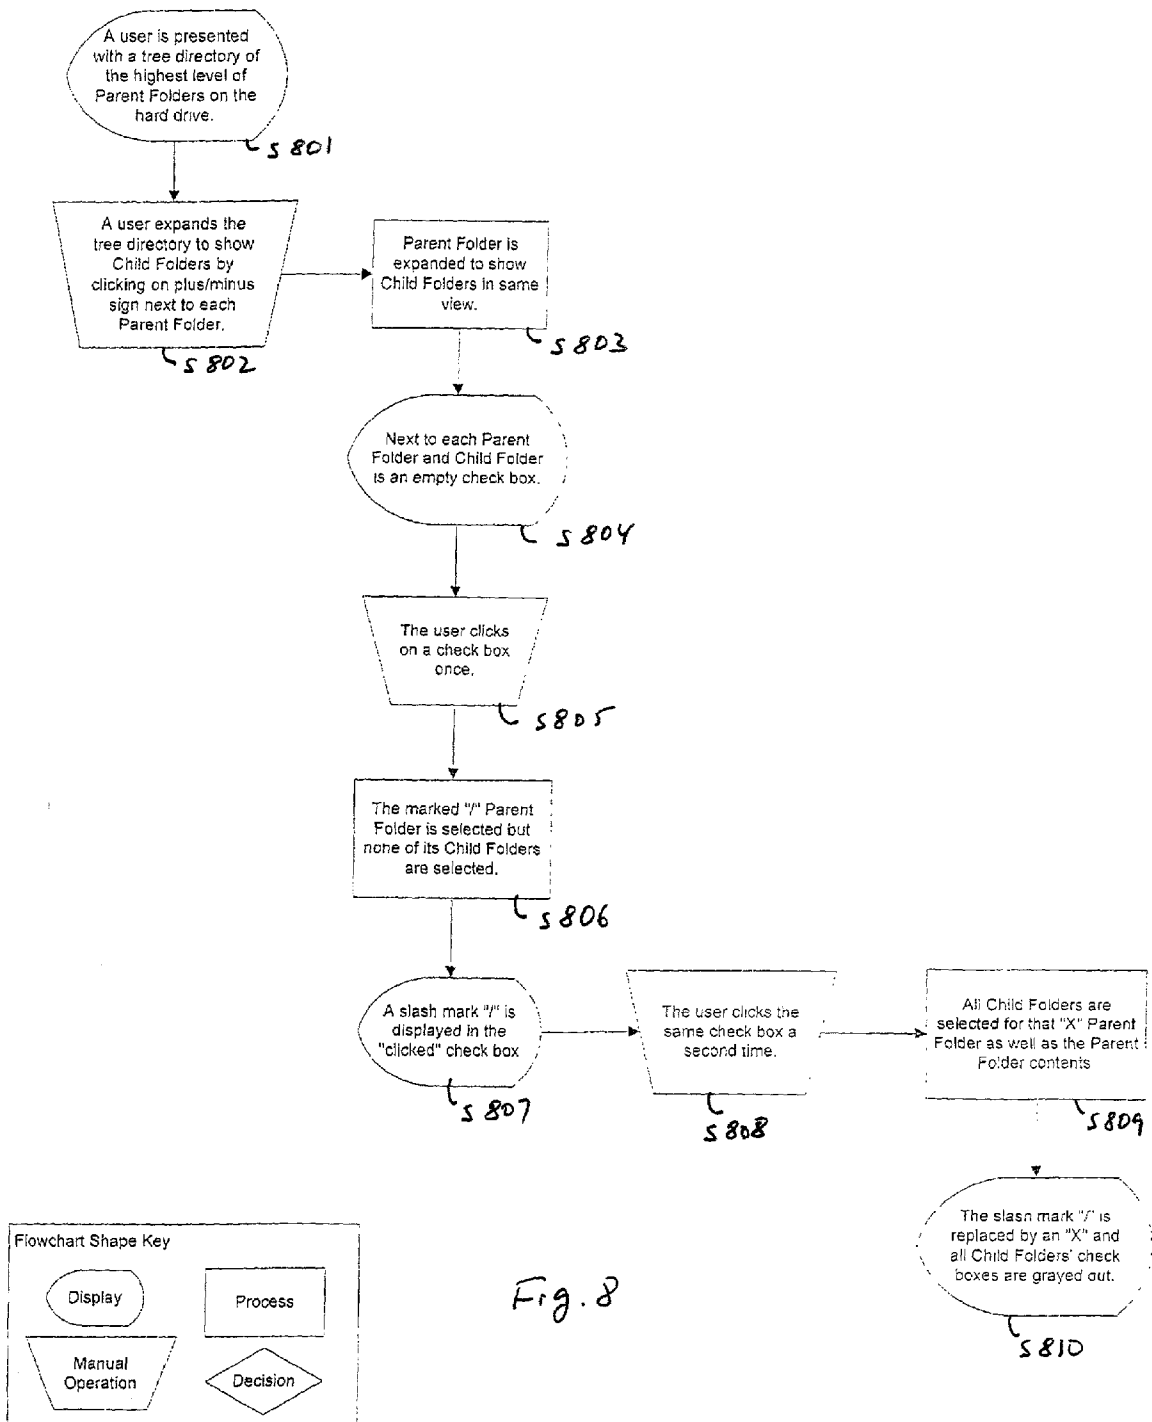 A user is presented
with a tree directory of
the highest level of
Parent Folders on the
hard drive.
S801
A user expands the
tree directory to show
Child Folders by
clicking on plus/minus
sign next to each
Parent Folder.
S802
Parent Folder is
expanded to show
Child Folders in same
view.
S803
Next to each Parent
Folder and Child Folder
is an empty check box.
S804
The user clicks
on a check box
once.
S805
The marked "/" Parent
Folder is selected but
none of its Child Folders
are selected.
S806
A slash mark "/" is
displayed in the
"clicked" check box
S807
The user clicks the
same check box a
second time.
S808
All Child Folders are
selected for that "X" Parent
Folder as well as the Parent
Folder contents
S809
The slash mark "/" is
replaced by an "X" and
all Child Folders' check
boxes are grayed out.
S810
Flowchart Shape Key
Display
Process
Manual
Operation
Decision
Fig. 8